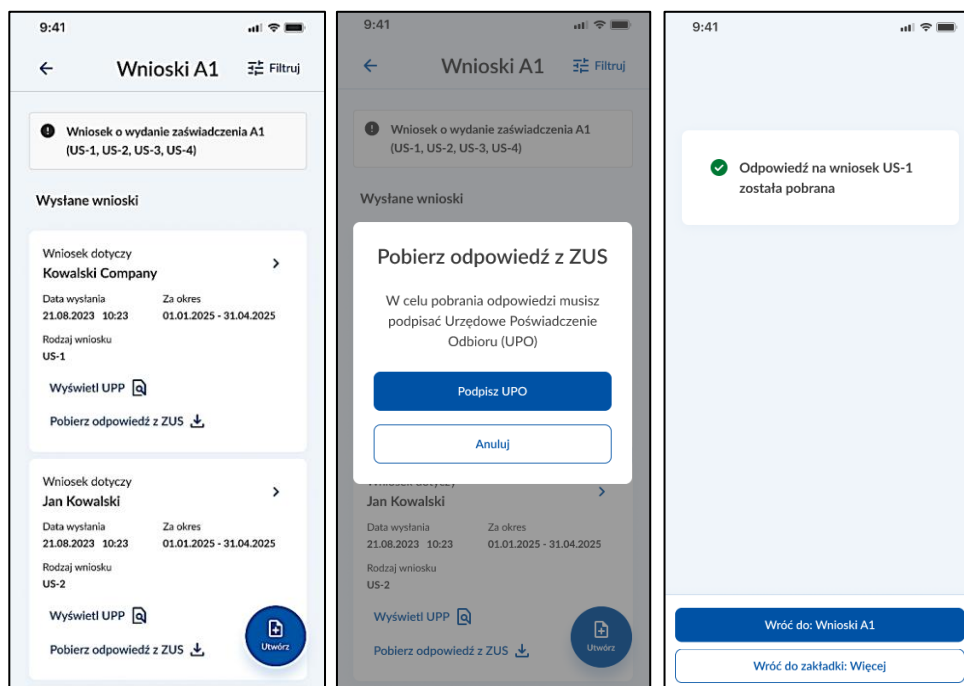 9:41
Wnioski A1
Filtruj
Wniosek o wydanie zaświadczenia A1
(US-1, US-2, US-3, US-4)
Wysłane wnioski
Wniosek dotyczy
Kowalski Company
Data wysłania Za okres
21.08.2023 10:23 01.01.2025 - 31.04.2025
Rodzaj wniosku
US-1
Wyświetl UPP
Pobierz odpowiedź z ZUS
Wniosek dotyczy
Jan Kowalski
Data wysłania Za okres
21.08.2023 10:23 01.01.2025 - 31.04.2025
Rodzaj wniosku
US-2
Wyświetl UPP
Pobierz odpowiedź z ZUS
Utwórz
9:41
Wnioski A1
Filtruj
Wniosek o wydanie zaświadczenia A1
(US-1, US-2, US-3, US-4)
Wysłane wnioski
Pobierz odpowiedź z ZUS
W celu pobrania odpowiedzi musisz
podpisać Urzędowe Poświadczenie
Odbioru (UPO)
Podpisz UPO
Anuluj
Wniosek dotyczy
Jan Kowalski
Data wysłania Za okres
21.08.2023 10:23 01.01.2025 - 31.04.2025
Rodzaj wniosku
US-2
Wyświetl UPP
Pobierz odpowiedź z ZUS
Utwórz
9:41
Odpowiedź na wniosek US-1
została pobrana
Wróć do: Wnioski A1
Wróć do zakładki: Więcej